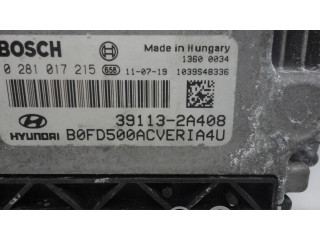 BOSCH Made in Hungary
1360 0034
0 281 017 215 658 11-07-19 1039S48336
39113-2A408
HYUNDAI B0FD500ACVERIA4U